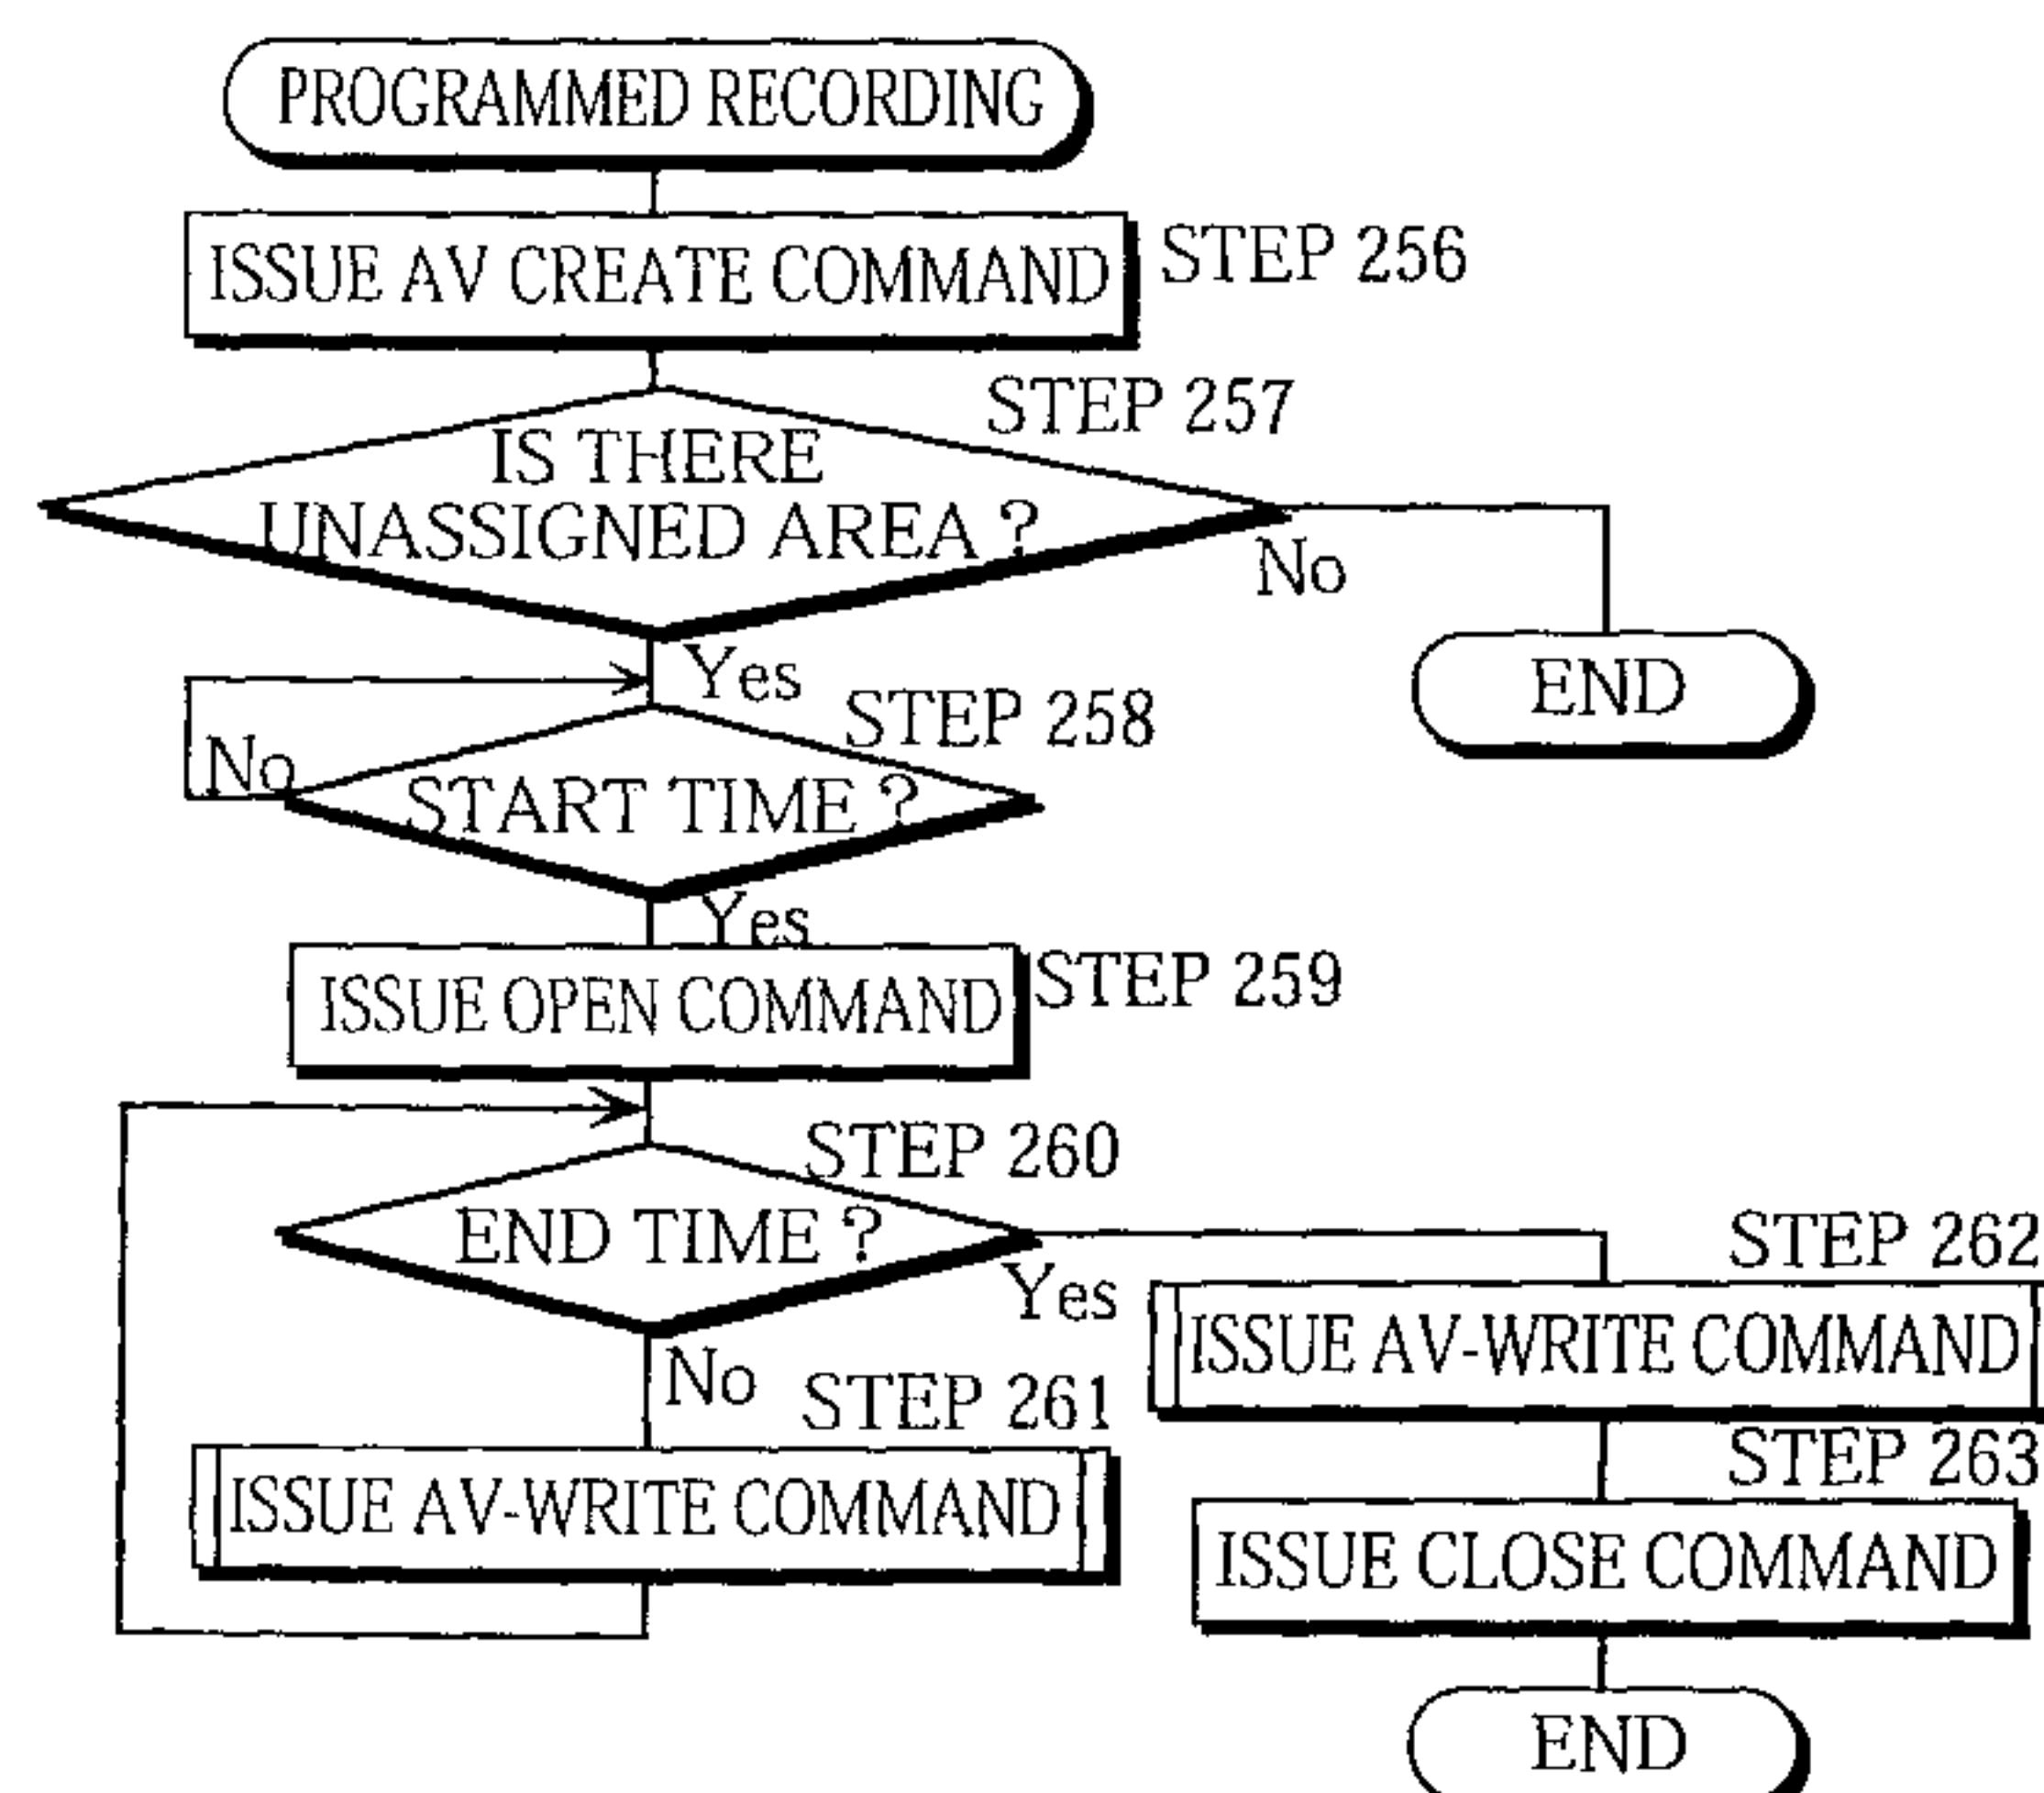 PROGRAMMED RECORDING
ISSUE AV CREATE COMMAND
STEP 256
STEP 257
IS THERE
UNASSIGNED AREA ?
No
END
Yes
STEP 258
No
START TIME ?
Yes
ISSUE OPEN COMMAND
STEP 259
STEP 260
END TIME ?
Yes
No
STEP 261
ISSUE AV-WRITE COMMAND
STEP 262
ISSUE AV-WRITE COMMAND
STEP 263
ISSUE CLOSE COMMAND
END